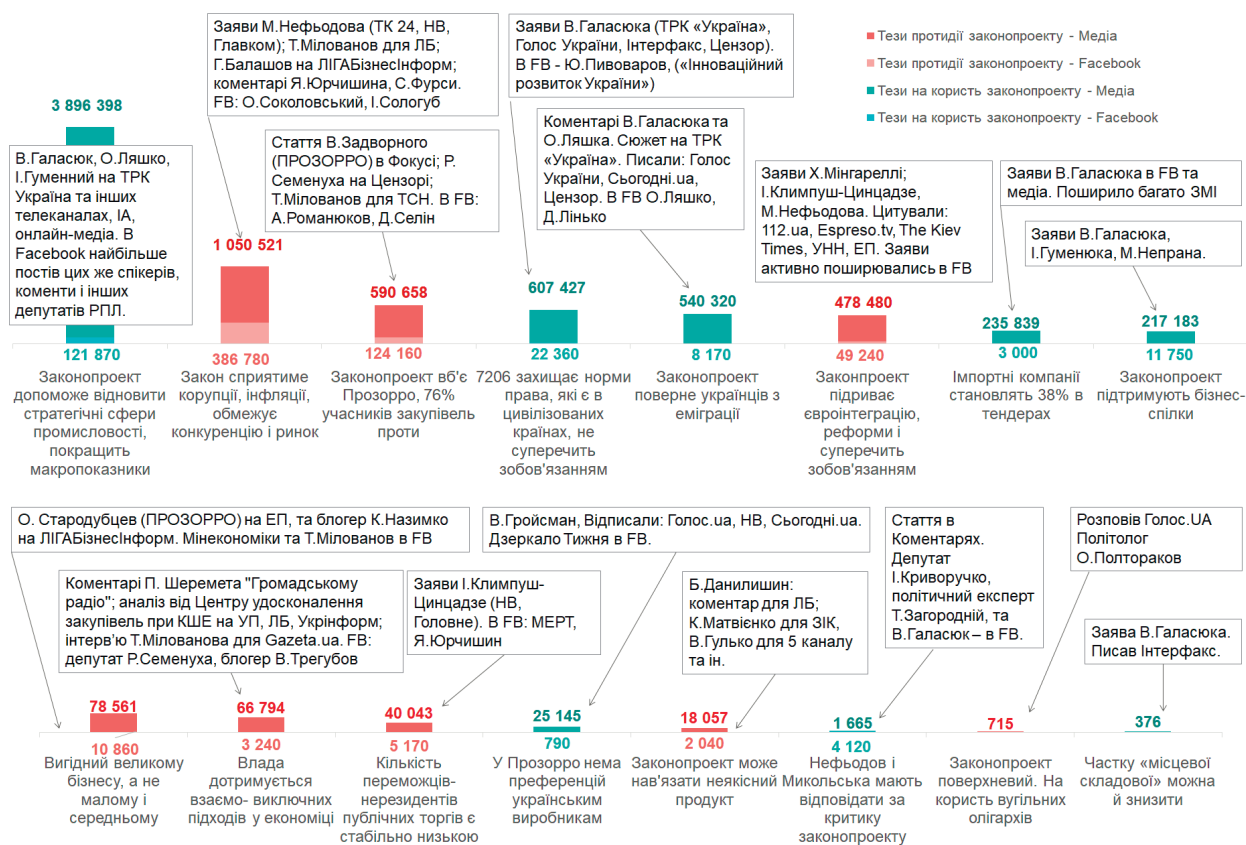 Заяви М.Нефьодова (ТК 24, НВ,
Главком); Т.Мілованов для ЛБ;
Г.Балашов на ЛІГАБізнесІнформ;
коментарі Я.Юрчишина, С.Фурси.
FB: О.Соколовський, І.Сологуб
Заяви В.Галасюка (ТРК «Україна»,
Голос України, Інтерфакс, Цензор).
В FB - Ю.Пивоваров, («Інноваційний
розвиток України»)
Тези протидії законопроекту - Медіа
Тези протидії законопроекту - Facebook
Тези на користь законопроекту - Медіа
Тези на користь законопроекту - Facebook
3 896 398
В.Галасюк, О.Ляшко,
І.Гуменний на ТРК
Україна та інших
телеканалах, ІА,
онлайн-медіа. В
Facebook найбільше
постів цих же спікерів,
коменти і інших
депутатів РПЛ.
Стаття В.Задворного
(ПРОЗОРРО) в Фокусі; Р.
Семенуха на Цензорі;
Т.Мілованов для ТСН. В FB:
А.Романюков, Д.Селін
Коментарі В.Галасюка та
О.Ляшка. Сюжет на ТРК
«Україна». Писали: Голос
України, Сьогодні.ua,
Цензор. В FB О.Ляшко,
Д.Лінько
Заяви Х.Мінгареллі;
І.Климпуш-Цинцадзе,
М.Нефьодова. Цитували:
112.ua, Espreso.tv, The Kiev
Times, УНН, ЕП. Заяви
активно поширювались в FB
Заяви В.Галасюка в FB та
медіа. Поширило багато ЗМІ
Заяви В.Галасюка,
І.Гуменюка, М.Непрана.
1 050 521
590 658
607 427
540 320
478 480
235 839
217 183
121 870
386 780
124 160
22 360
8 170
49 240
3 000
11 750
Законопроект
допоможе відновити
стратегічні сфери
промисловості,
покращить
макропоказники
Закон сприятиме
корупції, інфляції,
обмежує
конкуренцію і ринок
Законопроект вб'є
Прозорро, 76%
учасників закупівель
проти
7206 захищає норми
права, які є в
цивілізованих
країнах, не
суперечить
зобов'язанням
Законопроект
поверне українців з
еміграції
Законпроект
підриває
євроінтеграцію,
реформи і
суперечить
зобов'язанням
Імпортні компанії
становлять 38% в
тендерах
Законопроект
підтримують бізнес-
спілки
О. Стародубцев (ПРОЗОРРО) на ЕП, та блогер К.Назимко
на ЛІГАБізнесІнформ. Мінекономіки та Т.Мілованов в FB
Коментарі П. Шеремета "Громадському
радіо"; аналіз від Центру удосконалення
закупівель при КШЕ на УП, ЛБ, Укрінформ;
інтерв'ю Т.Мілованова для Gazeta.ua. FB:
депутат Р.Семенуха, блогер В.Трегубов
Заяви І.Климпуш-
Цинцадзе (НВ,
Головне). В FB: МЕРТ,
Я.Юрчишин
В.Гройсман, Відписали: Голос.ua, НВ, Сьогодні.ua.
Дзеркало Тижня в FB.
Б.Данилишин:
коментар для ЛБ;
К.Матвієнко для ЗІК,
В.Гулько для 5 каналу
та ін.
Стаття в
Коментарях.
Депутат
І.Криворучко,
політичний експерт
Т.Загородній, та
В.Галасюк – в FB.
Розповів Голос.UA
Політолог
О.Полтораков
Заява В.Галасюка.
Писав Інтерфакс.
78 561
66 794
40 043
25 145
18 057
1 665
715
376
10 860
3 240
5 170
790
2 040
4 120
Вигідний великому
бізнесу, а не
малому і
середньому
Влада
дотримується
взаємо- виключних
підходів у економіці
Кількість
переможців-
нерезидентів
публічних торгів є
стабільно низькою
У Прозорро нема
преференцій
українським
виробникам
Законопроект може
нав'язати неякісний
продукт
Нефьодов і
Микольська мають
відповідати за
критику
законопроекту
Законопроект
поверхневий. На
користь вугільних
олігархів
Частку «місцевої
складової» можна
й знизити